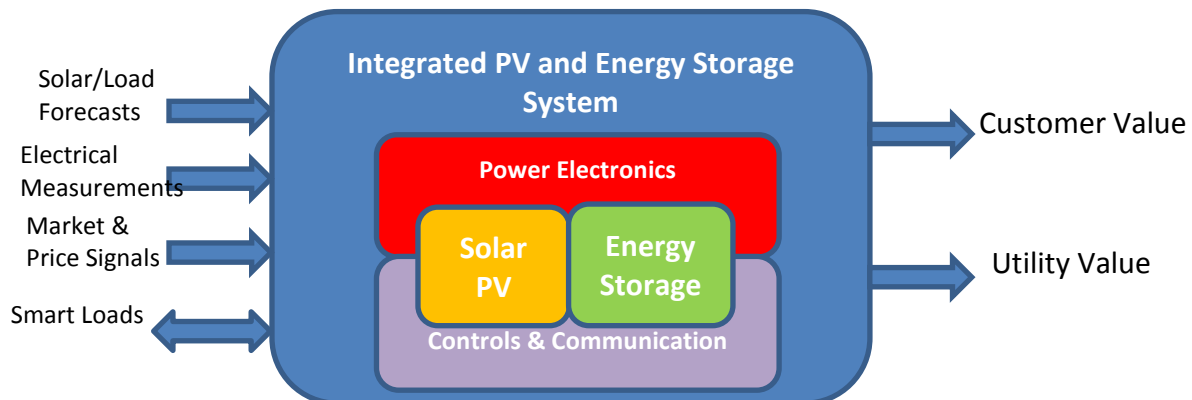 Integrated PV and Energy Storage
System
Solar/Load
Forecasts
Electrical
Measurements
Market &
Price Signals
Smart Loads
Power Electronics
Solar
PV
Energy
Storage
Controls & Communication
Customer Value
Utility Value